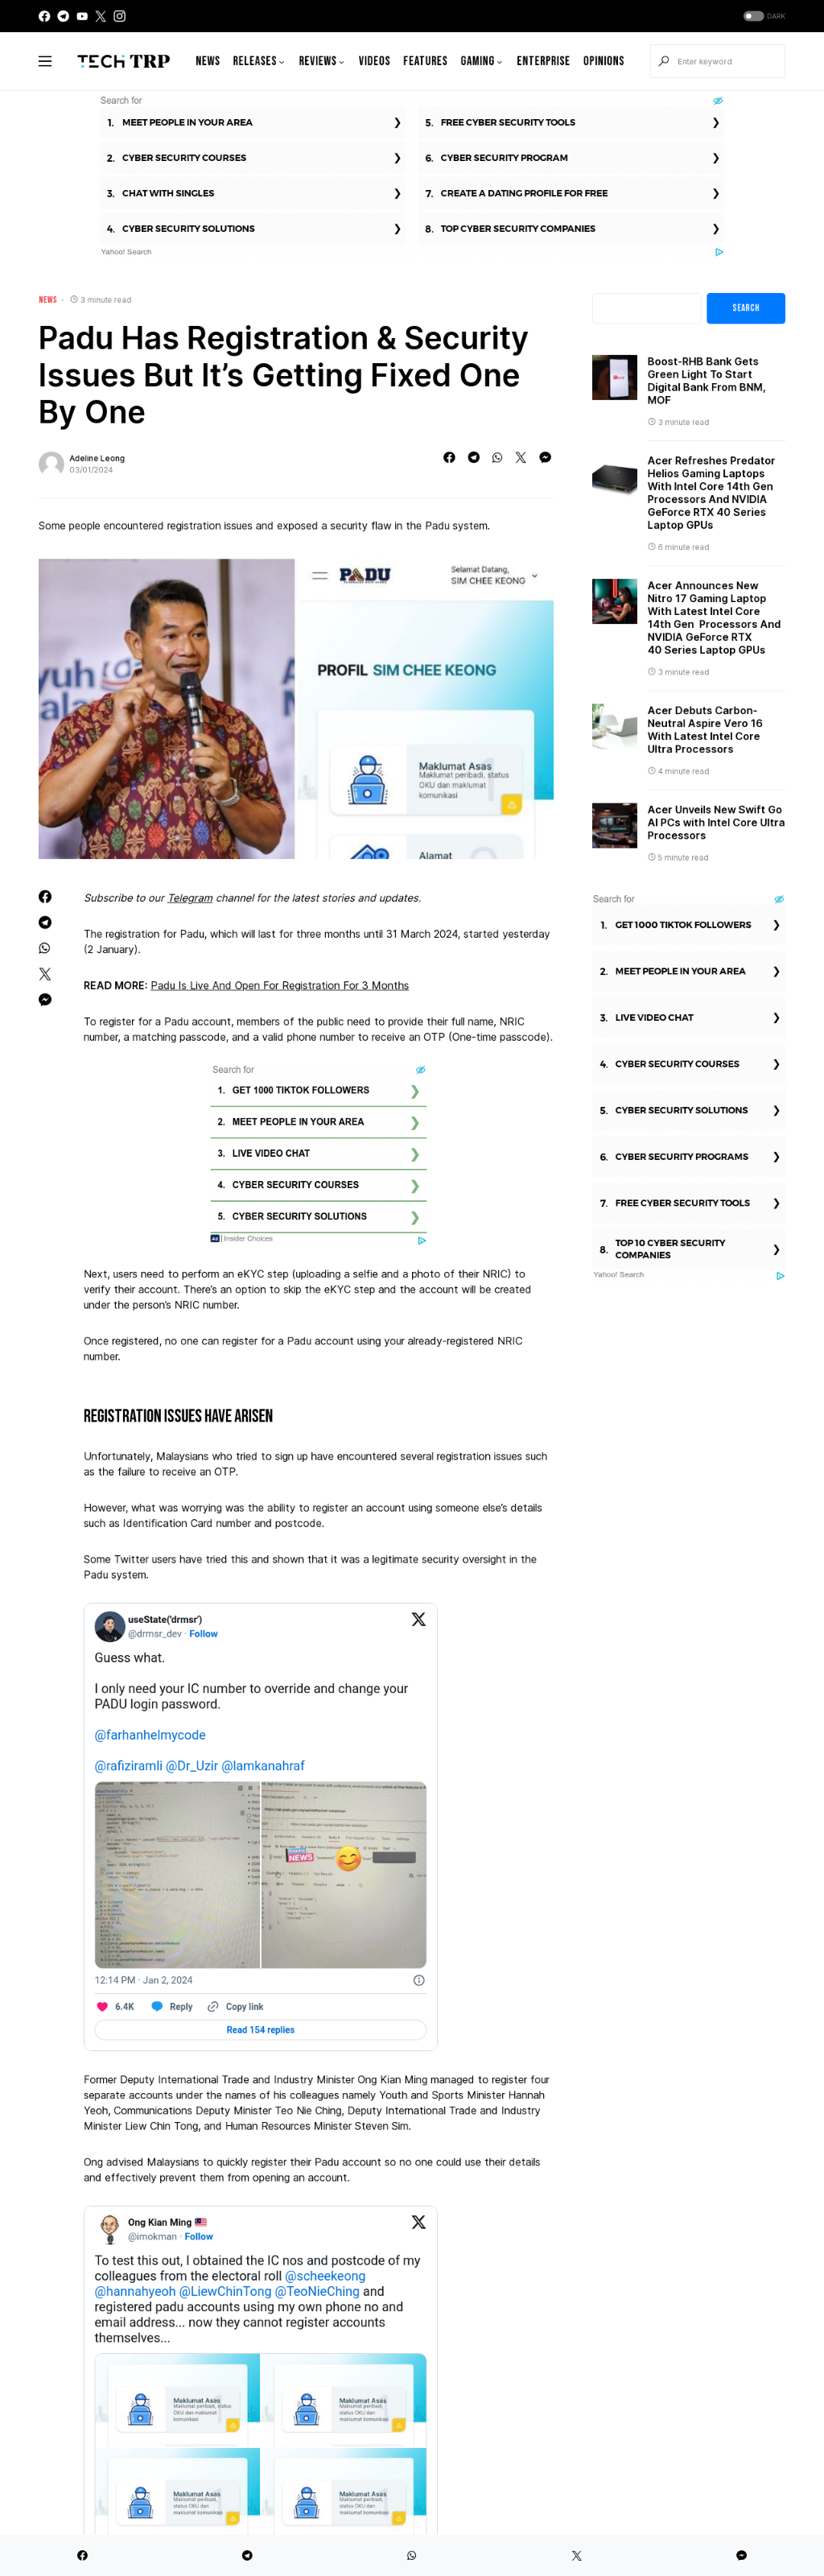 DARK
TECH TRP
NEWS RELEASES REVIEWS VIDEOS FEATURES GAMING ENTERPRISE OPINIONS
Enter keyword
Search for
1. MEET PEOPLE IN YOUR AREA
2. CYBER SECURITY COURSES
3. CHAT WITH SINGLES
4. CYBER SECURITY SOLUTIONS
5. FREE CYBER SECURITY TOOLS
6. CYBER SECURITY PROGRAM
7. CREATE A DATING PROFILE FOR FREE
8. TOP CYBER SECURITY COMPANIES
Yahoo! Search
NEWS - 3 minute read
Padu Has Registration & Security
Issues But It’s Getting Fixed One
By One
Adeline Leong
03/01/2024
Some people encountered registration issues and exposed a security flaw in the Padu system.
PADU
Selamat Datang,
SIM CHEE KEONG
PROFIL SIM CHEE KEONG
Maklumat Asas
Maklumat peribadi, status
OKU dan maklumat
komunikasi
Alamat
Subscribe to our Telegram channel for the latest stories and updates.
The registration for Padu, which will last for three months until 31 March 2024, started yesterday
(2 January).
READ MORE: Padu Is Live And Open For Registration For 3 Months
To register for a Padu account, members of the public need to provide their full name, NRIC
number, a matching passcode, and a valid phone number to receive an OTP (One-time passcode).
Search for
1. GET 1000 TIKTOK FOLLOWERS
2. MEET PEOPLE IN YOUR AREA
3. LIVE VIDEO CHAT
4. CYBER SECURITY COURSES
5. CYBER SECURITY SOLUTIONS
Ad | Insider Choices
Next, users need to perform an eKYC step (uploading a selfie and a photo of their NRIC) to
verify their account. There’s an option to skip the eKYC step and the account will be created
under the person’s NRIC number.
Once registered, no one can register for a Padu account using your already-registered NRIC
number.
REGISTRATION ISSUES HAVE ARISEN
Unfortunately, Malaysians who tried to sign up have encountered several registration issues such
as the failure to receive an OTP.
However, what was worrying was the ability to register an account using someone else’s details
such as Identification Card number and postcode.
Some Twitter users have tried this and shown that it was a legitimate security oversight in the
Padu system.
useState('drmsr')
@drmsr_dev · Follow
Guess what.
I only need your IC number to override and change your
PADU login password.
@farhanhelmycode
@rafiziramli @Dr_Uzir @lamkanahraf
NEWS
12:14 PM · Jan 2, 2024
6.4K Reply Copy link
Read 154 replies
Former Deputy International Trade and Industry Minister Ong Kian Ming managed to register four
separate accounts under the names of his colleagues namely Youth and Sports Minister Hannah
Yeoh, Communications Deputy Minister Teo Nie Ching, Deputy International Trade and Industry
Minister Liew Chin Tong, and Human Resources Minister Steven Sim.
Ong advised Malaysians to quickly register their Padu account so no one could use their details
and effectively prevent them from opening an account.
Ong Kian Ming
@imokman · Follow
To test this out, I obtained the IC nos and postcode of my
colleagues from the electoral roll @scheekeong
@hannahyeoh @LiewChinTong @TeoNieChing and
registered padu accounts using my own phone no and
email address... now they cannot register accounts
themselves...
Maklumat Asas
Maklumat peribadi, status
OKU dan maklumat
komunikasi
Maklumat Asas
Maklumat peribadi,
status OKU dan
maklumat komunikasi
Maklumat Asas
Maklumat peribadi,
status OKU dan
maklumat komunikasi
Maklumat Asas
Maklumat peribadi,
status OKU dan
maklumat komunikasi
SEARCH
Boost-RHB Bank Gets
Green Light To Start
Digital Bank From BNM,
MOF
3 minute read
Acer Refreshes Predator
Helios Gaming Laptops
With Intel Core 14th Gen
Processors And NVIDIA
GeForce RTX 40 Series
Laptop GPUs
6 minute read
Acer Announces New
Nitro 17 Gaming Laptop
With Latest Intel Core
14th Gen Processors And
NVIDIA GeForce RTX
40 Series Laptop GPUs
3 minute read
Acer Debuts Carbon-
Neutral Aspire Vero 16
With Latest Intel Core
Ultra Processors
4 minute read
Acer Unveils New Swift Go
AI PCs with Intel Core Ultra
Processors
5 minute read
Search for
1. GET 1000 TIKTOK FOLLOWERS
2. MEET PEOPLE IN YOUR AREA
3. LIVE VIDEO CHAT
4. CYBER SECURITY COURSES
5. CYBER SECURITY SOLUTIONS
6. CYBER SECURITY PROGRAMS
7. FREE CYBER SECURITY TOOLS
8. TOP 10 CYBER SECURITY
COMPANIES
Yahoo! Search